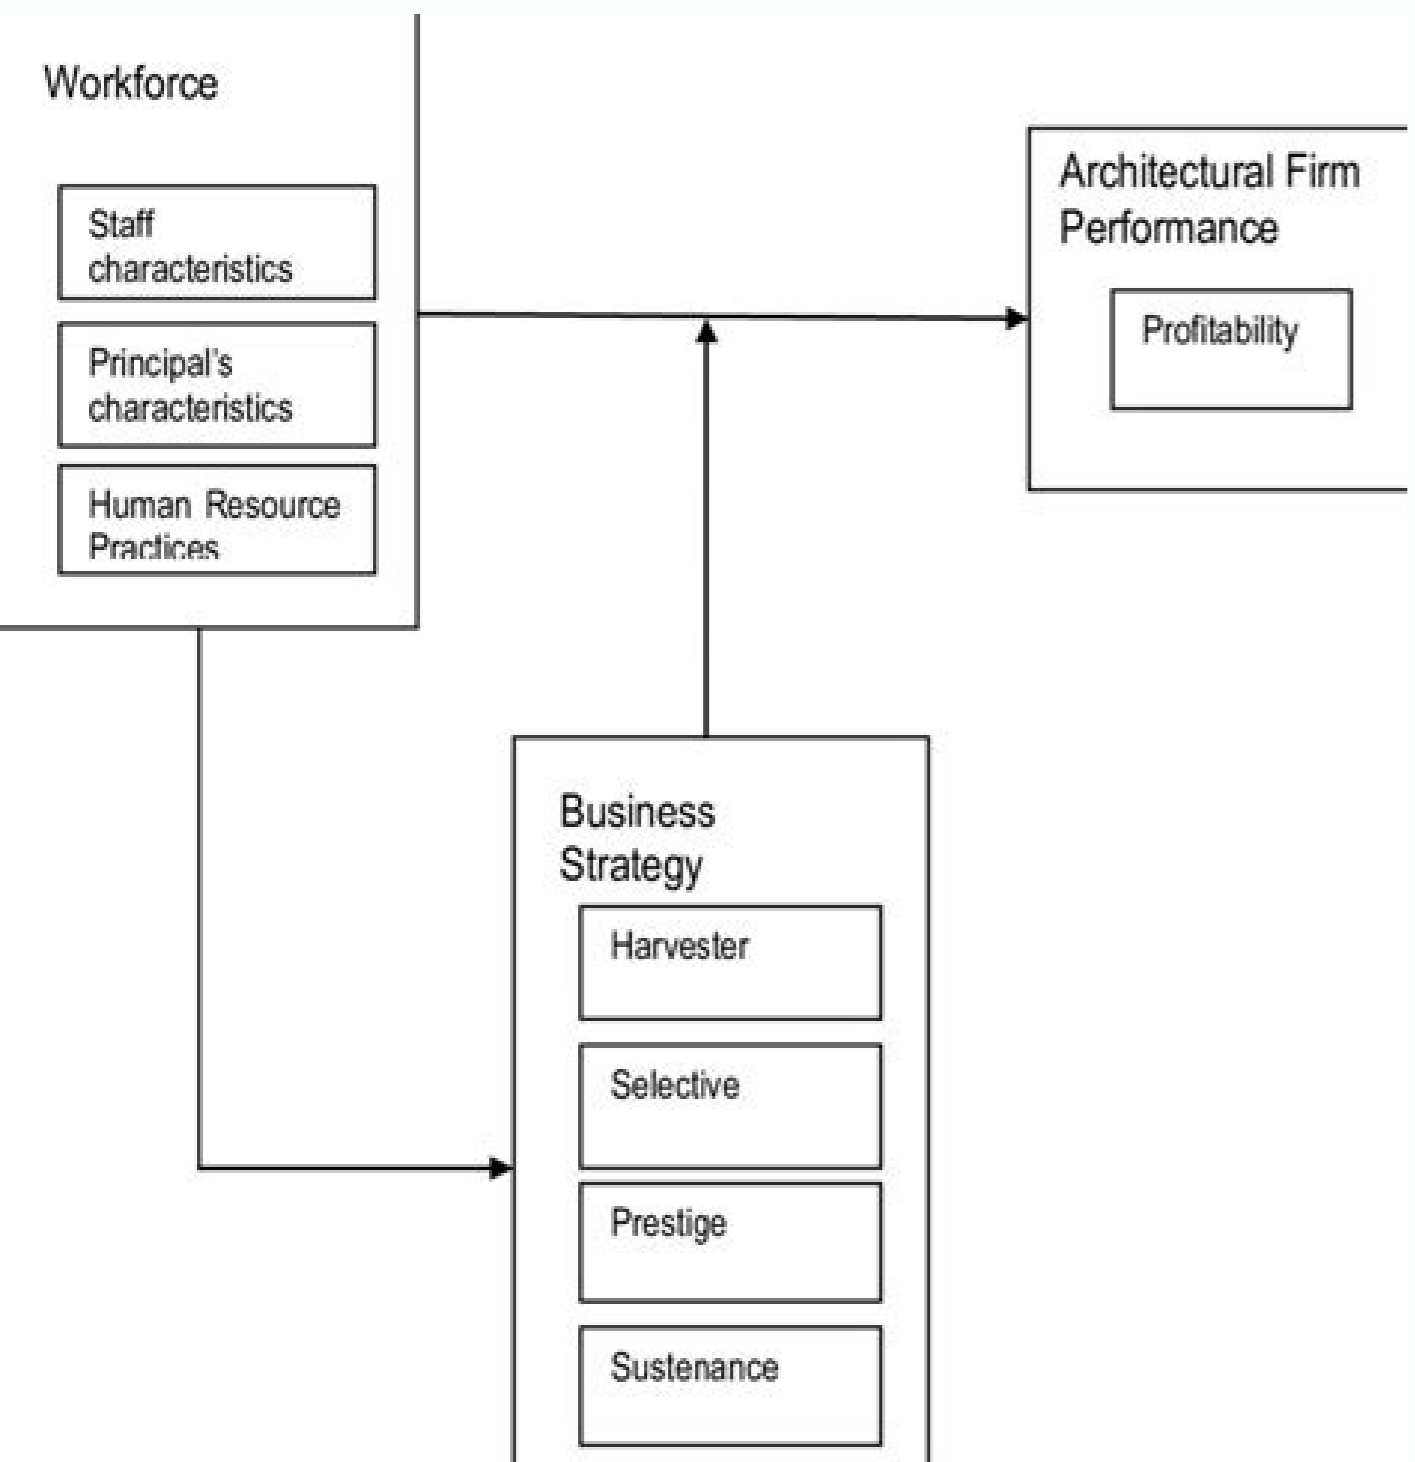 Workforce
Staff
characteristics
Principal's
characteristics
Human Resource
Practices
Architectural Firm
Performance
Profitability
Business
Strategy
Harvester
Selective
Prestige
Sustenance